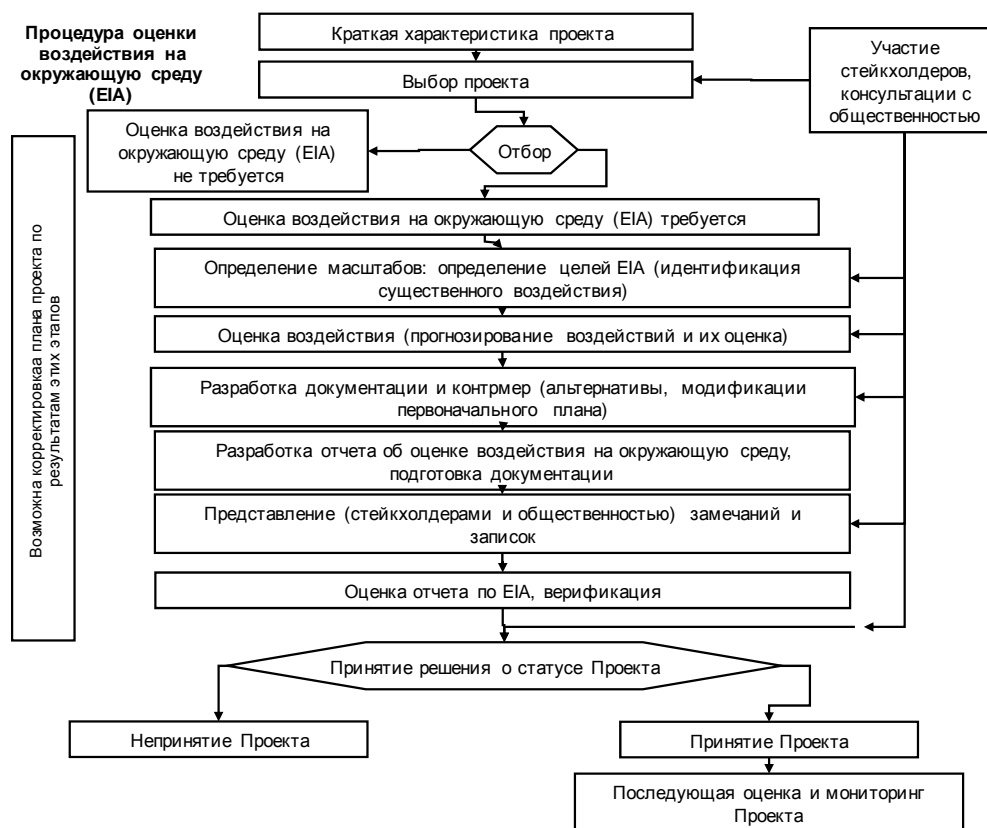 Процедура оценки
воздействия на
окружающую среду
(EIA)
Краткая характеристика проекта
Участие
стейкхолдеров,
консультации с
общественностью
Выбор проекта
Оценка воздействия на
окружающую среду (EIA)
не требуется
Отбор
Возможна корректировкаа плана проекта по
результатам этих этапов
Оценка воздействия на окружающую среду (EIA) требуется
Определение масштабов: определение целей EIA (идентификация
существенного воздействия)
Оценка воздействия (прогнозирование воздействий и их оценка)
Разработка документации и контрмер (альтернативы, модификации
первоначального плана)
Разработка отчета об оценке воздействия на окружающую среду,
подготовка документации
Представление (стейкхолдерами и общественностью) замечаний и
записок
Оценка отчета по EIA, верификация
Принятие решения о статусе Проекта
Непринятие Проекта
Принятие Проекта
Последующая оценка и мониторинг
Проекта